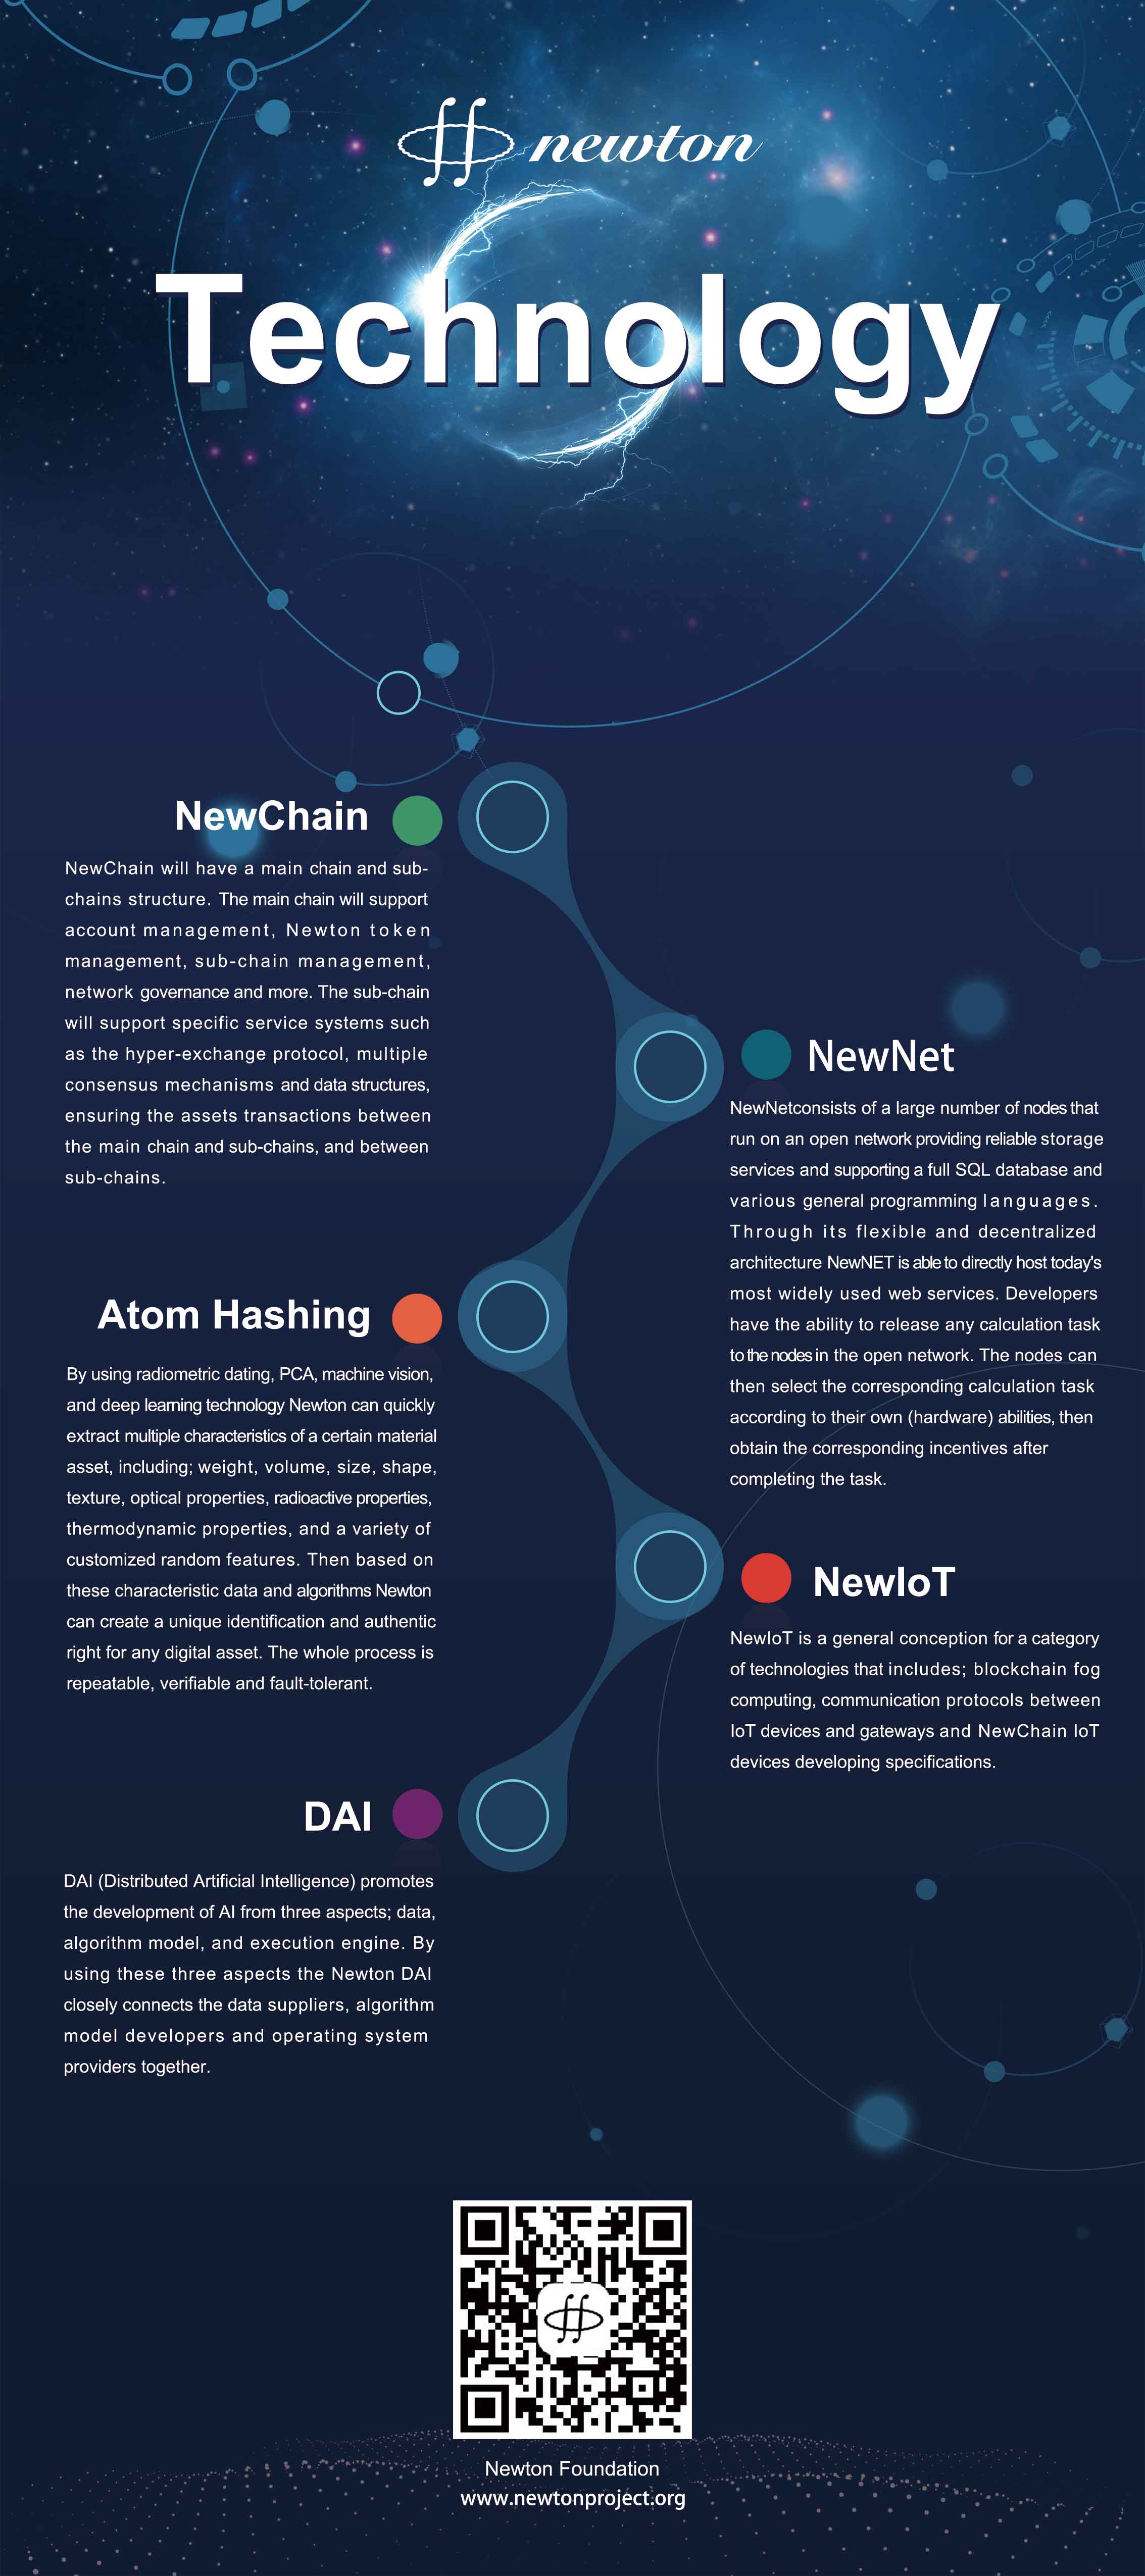 newton
Technology
NewChain
NewChain will have a main chain and sub-
chains structure. The main chain will support
account management, Newton token
management, sub-chain management,
network governance and more. The sub-chain
will support specific service systems such
as the hyper-exchange protocol, multiple
consensus mechanisms and data structures,
ensuring the assets transactions between
the main chain and sub-chains, and between
sub-chains.
NewNet
NewNetconsists of a large number of nodes that
run on an open network providing reliable storage
services and supporting a full SQL database and
various general programming languages.
Through its flexible and decentralized
architecture NewNET is able to directly host today's
most widely used web services. Developers
have the ability to release any calculation task
to the nodes in the open network. The nodes can
then select the corresponding calculation task
according to their own (hardware) abilities, then
obtain the corresponding incentives after
completing the task.
Atom Hashing
By using radiometric dating, PCA, machine vision,
and deep learning technology Newton can quickly
extract multiple characteristics of a certain material
asset, including; weight, volume, size, shape,
texture, optical properties, radioactive properties,
thermodynamic properties, and a variety of
customized random features. Then based on
these characteristic data and algorithms Newton
can create a unique identification and authentic
right for any digital asset. The whole process is
repeatable, verifiable and fault-tolerant.
NewIoT
NewIoT is a general conception for a category
of technologies that includes; blockchain fog
computing, communication protocols between
IoT devices and gateways and NewChain IoT
devices developing specifications.
DAI
DAI (Distributed Artificial Intelligence) promotes
the development of AI from three aspects; data,
algorithm model, and execution engine. By
using these three aspects the Newton DAI
closely connects the data suppliers, algorithm
model developers and operating system
providers together.
Newton Foundation
www.newtonproject.org